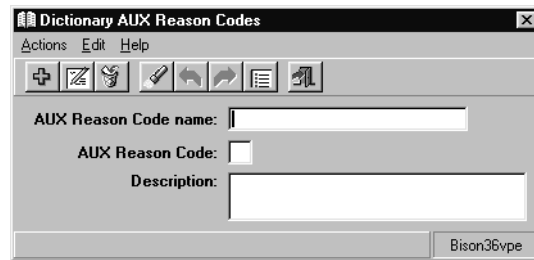 Dictionary AUX Reason Codes
Actions Edit Help
AUX Reason Code name:
AUX Reason Code:
Description:
Bison36vpe